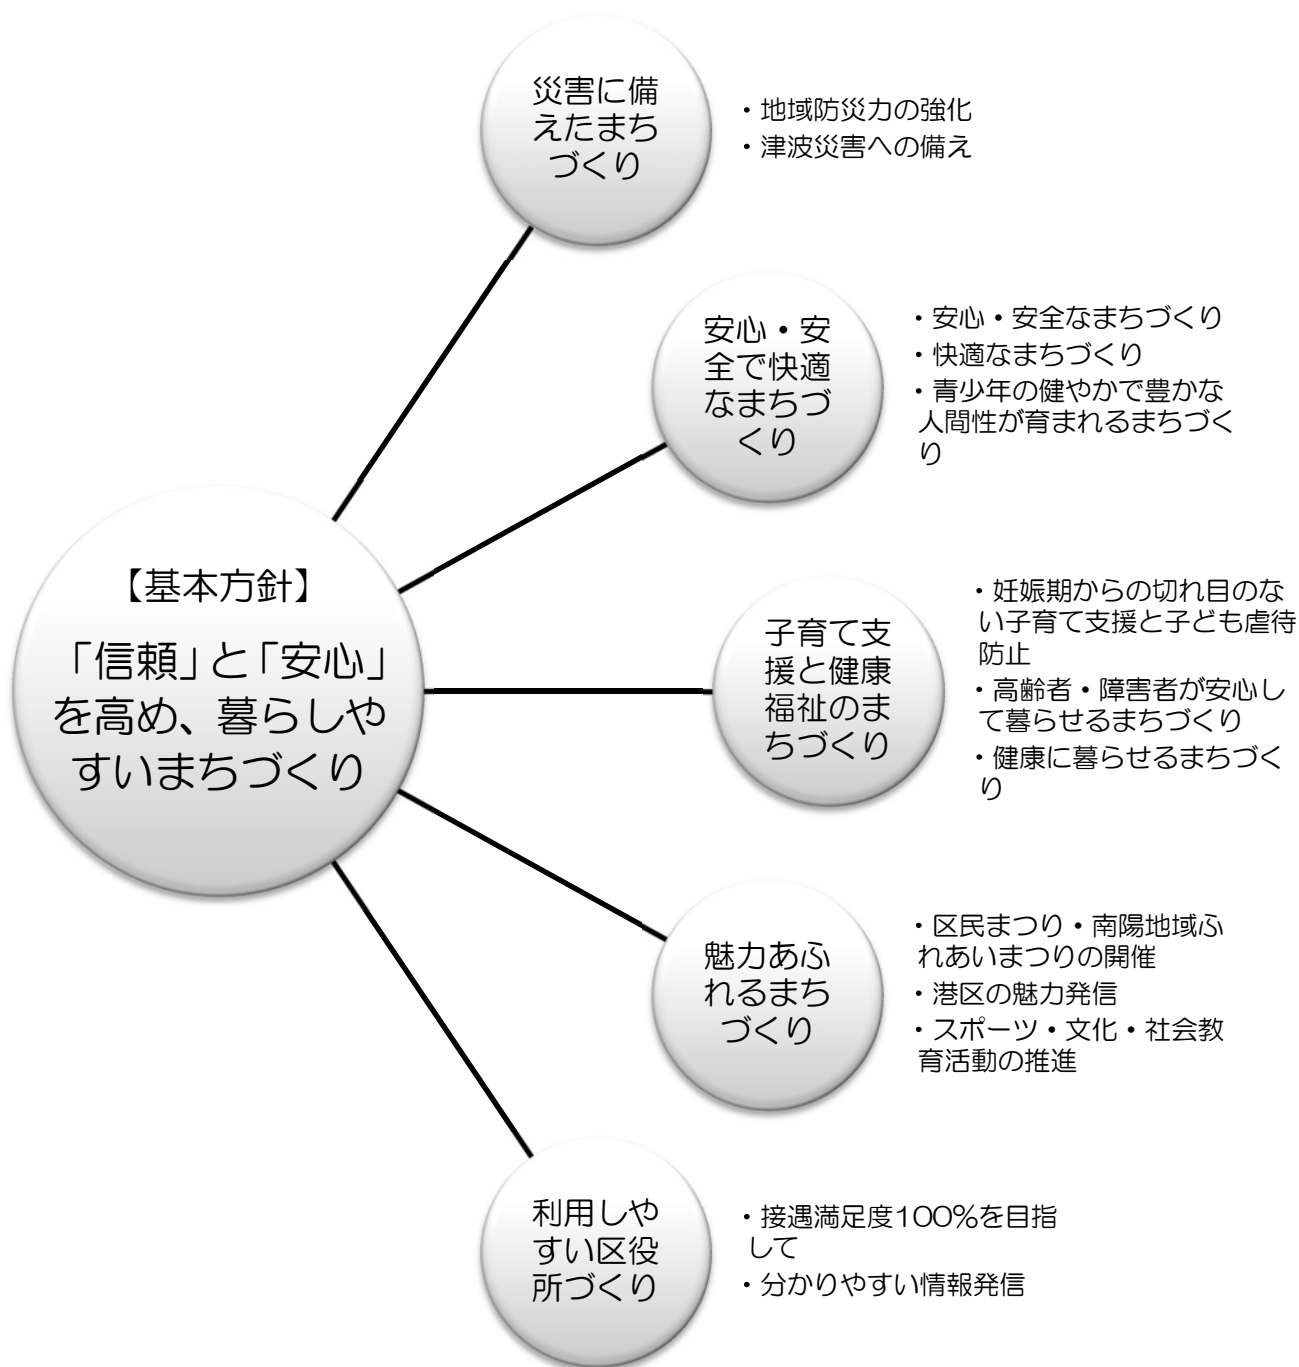 災害に備
えたまち
づくり
・地域防災力の強化
・津波災害への備え
安心・安
全で快適
なまちづ
くり
・安心・安全なまちづくり
・快適なまちづくり
・青少年の健やかで豊かな
人間性が育まれるまちづく
り
【基本方針】
「信頼」と「安心」
を高め、暮らしや
すいまちづくり
子育て支
援と健康
福祉のま
ちづくり
・妊娠期からの切れ目のな
い子育て支援と子ども虐待
防止
・高齢者・障害者が安心し
て暮らせるまちづくり
・健康に暮らせるまちづく
り
魅力あふ
れるまち
づくり
・区民まつり・南陽地域ふ
れあいまつりの開催
・港区の魅力発信
・スポーツ・文化・社会教
育活動の推進
利用しや
すい区役
所づくり
・接遇満足度100%を目指
して
・分かりやすい情報発信